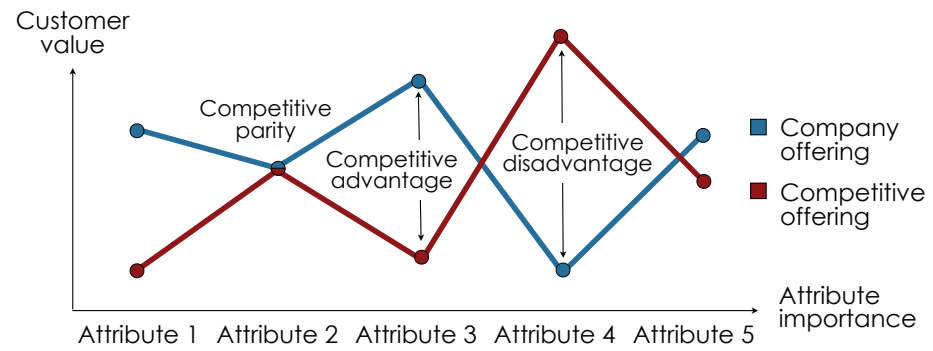 Customer
value
Competitive
parity
Competitive
advantage
Competitive
disadvantage
Company
offering
Competitive
offering
Attribute
importance
Attribute 1
Attribute 2
Attribute 3
Attribute 4
Attribute 5